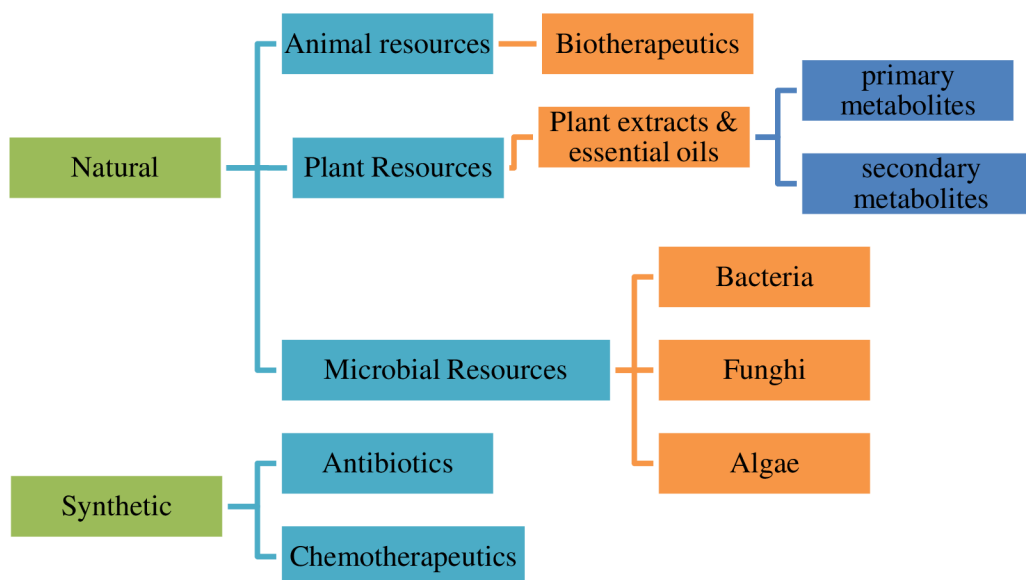 Natural
Animal resources
Biotherapeutics
Plant Resources
Plant extracts &
essential oils
primary
metabolites
secondary
metabolites
Microbial Resources
Bacteria
Funghi
Algae
Synthetic
Antibiotics
Chemotherapeutics